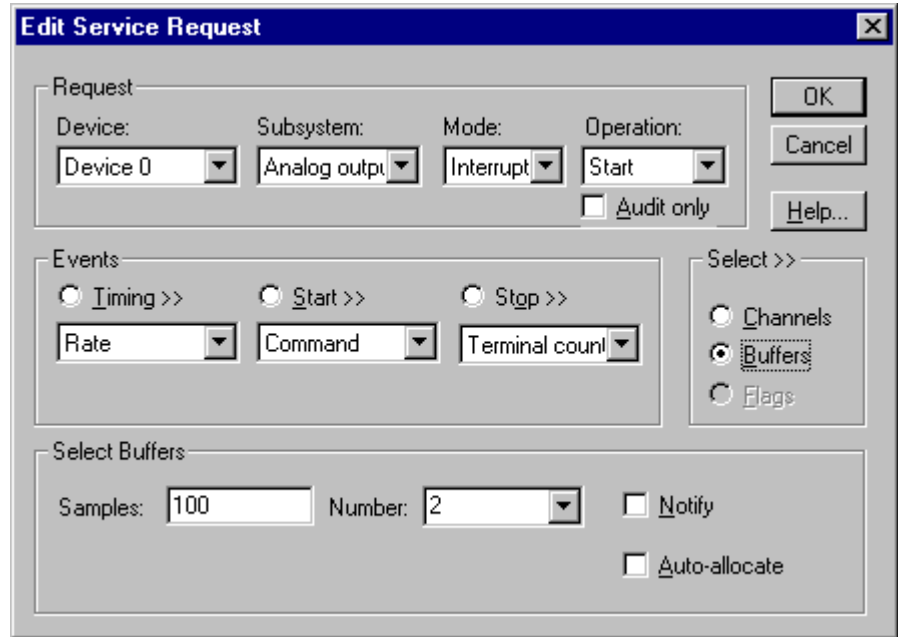 Edit Service Request
Request
OK
Device: Subsystem: Mode: Operation:
Cancel
Device 0 Analog outpu Interrupt Start
Audit only
Help...
Events
Select >>
Timing >> Start >> Stop >>
Channels
Rate Command Terminal count
Buffers
Flags
Select Buffers
Samples: 100 Number: 2 Notify
Auto-allocate